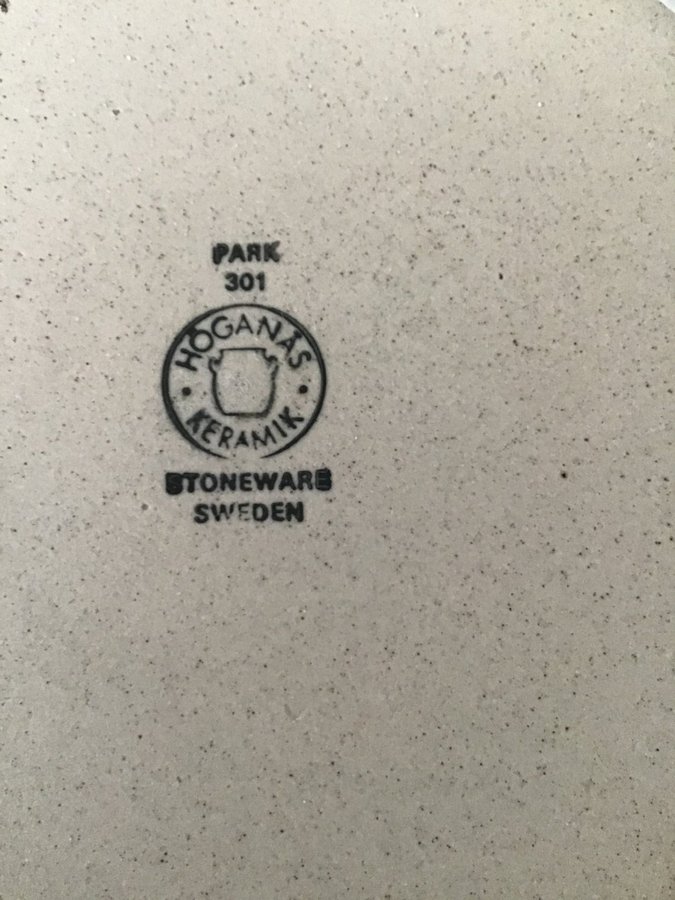 PARK
301
HÖGANÄS
KERAMIK
STONEWARE
SWEDEN